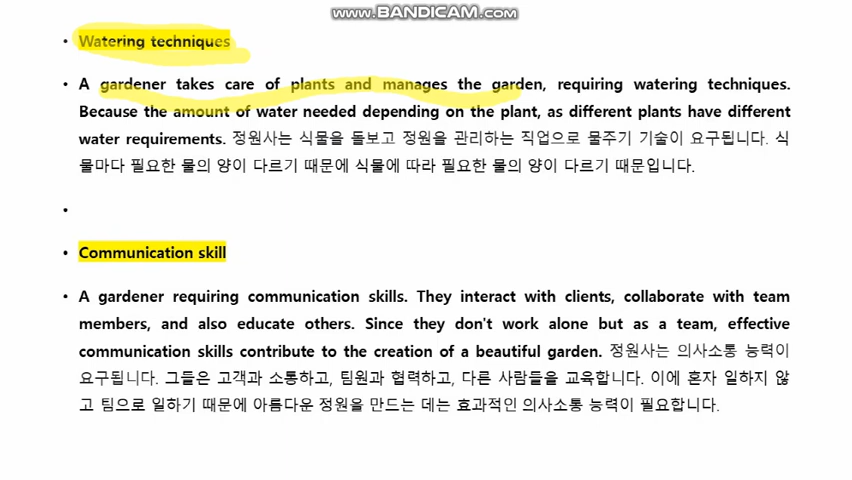 www.BANDICAM.com
• Watering techniques
• A gardener takes care of plants and manages the garden, requiring watering techniques.
Because the amount of water needed depending on the plant, as different plants have different
water requirements. 정원사는 식물을 돌보고 정원을 관리하는 직업으로 물주기 기술이 요구됩니다. 식
물마다 필요한 물의 양이 다르기 때문에 식물에 따라 필요한 물의 양이 다르기 때문입니다.
•
• Communication skill
• A gardener requiring communication skills. They interact with clients, collaborate with team
members, and also educate others. Since they don't work alone but as a team, effective
communication skills contribute to the creation of a beautiful garden. 정원사는 의사소통 능력이
요구됩니다. 그들은 고객과 소통하고, 팀원과 협력하고, 다른 사람들을 교육합니다. 이에 혼자 일하지 않
고 팀으로 일하기 때문에 아름다운 정원을 만드는 데는 효과적인 의사소통 능력이 필요합니다.